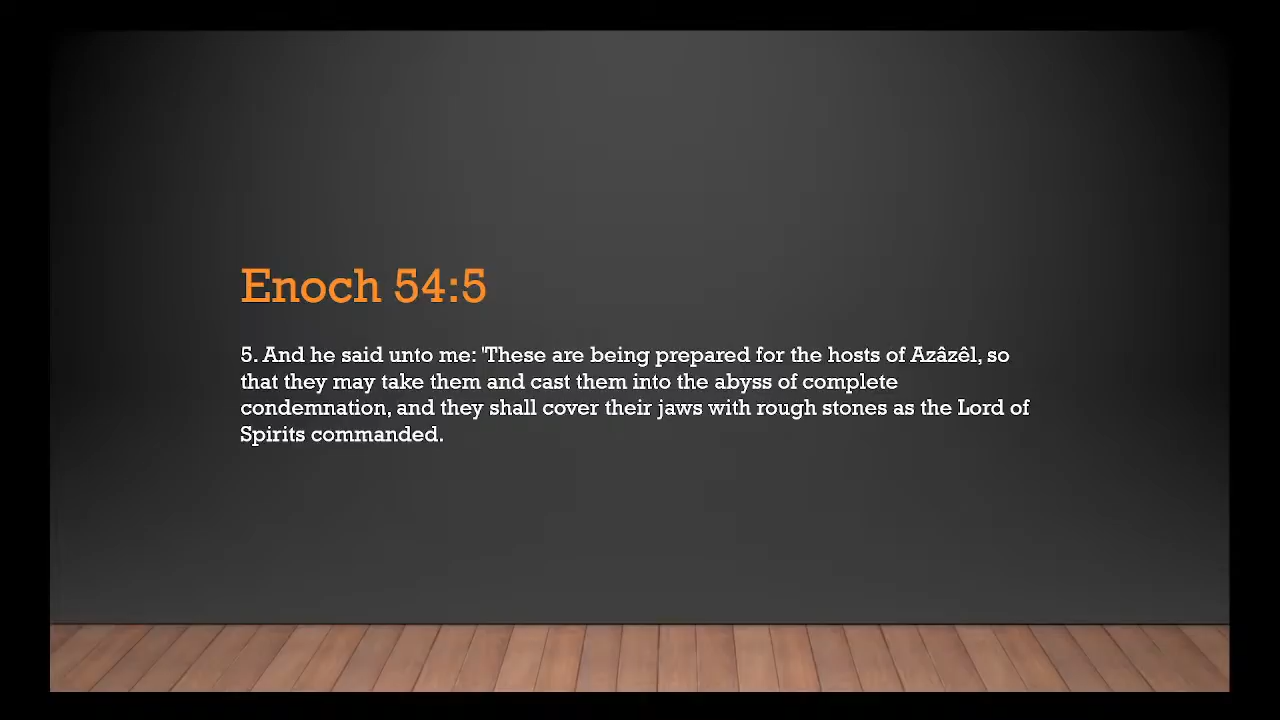 Enoch 54:5
5. And he said unto me: 'These are being prepared for the hosts of Azâzêl, so
that they may take them and cast them into the abyss of complete
condemnation, and they shall cover their jaws with rough stones as the Lord of
Spirits commanded.